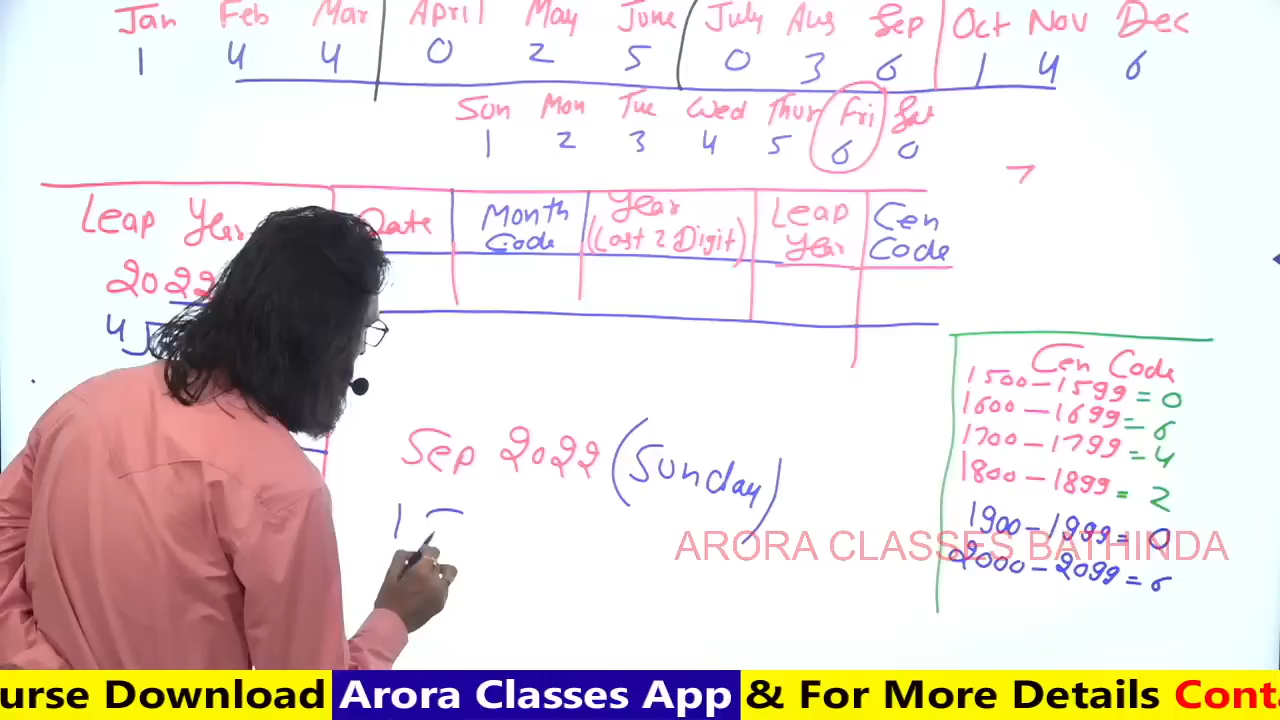 Jan Feb Mar April May June July Aug Sep Oct Nov Dec
1 4 4 0 2 5 0 3 6 1 4 6
Sun Mon Tue Wed Thur Fri Sat
1 2 3 4 5 6 0
7
Leap Year Date Month Code Year (Last 2 Digit) Leap Year Cen Code
2022
4
Sep 2022 (Sunday)
1
Cen Code
1500-1599=0
1600-1699=6
1700-1799=4
1800-1899=2
1900-1999=0
2000-2099=6
ARORA CLASSES BATHINDA
urse Download Arora Classes App & For More Details Cont